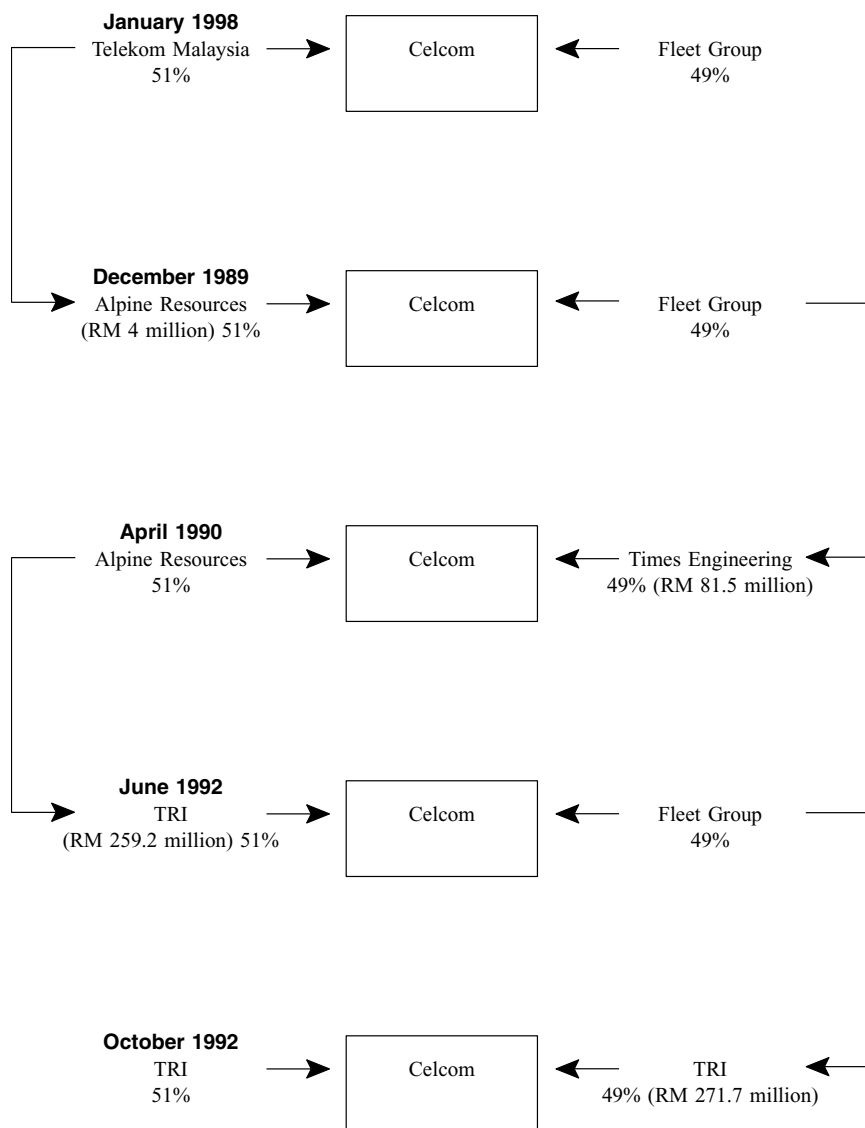 January 1998
Telekom Malaysia
51%
Celcom
Fleet Group
49%
December 1989
Alpine Resources
(RM 4 million) 51%
Celcom
Fleet Group
49%
April 1990
Alpine Resources
51%
Celcom
Times Engineering
49% (RM 81.5 million)
June 1992
TRI
(RM 259.2 million) 51%
Celcom
Fleet Group
49%
October 1992
TRI
51%
Celcom
TRI
49% (RM 271.7 million)